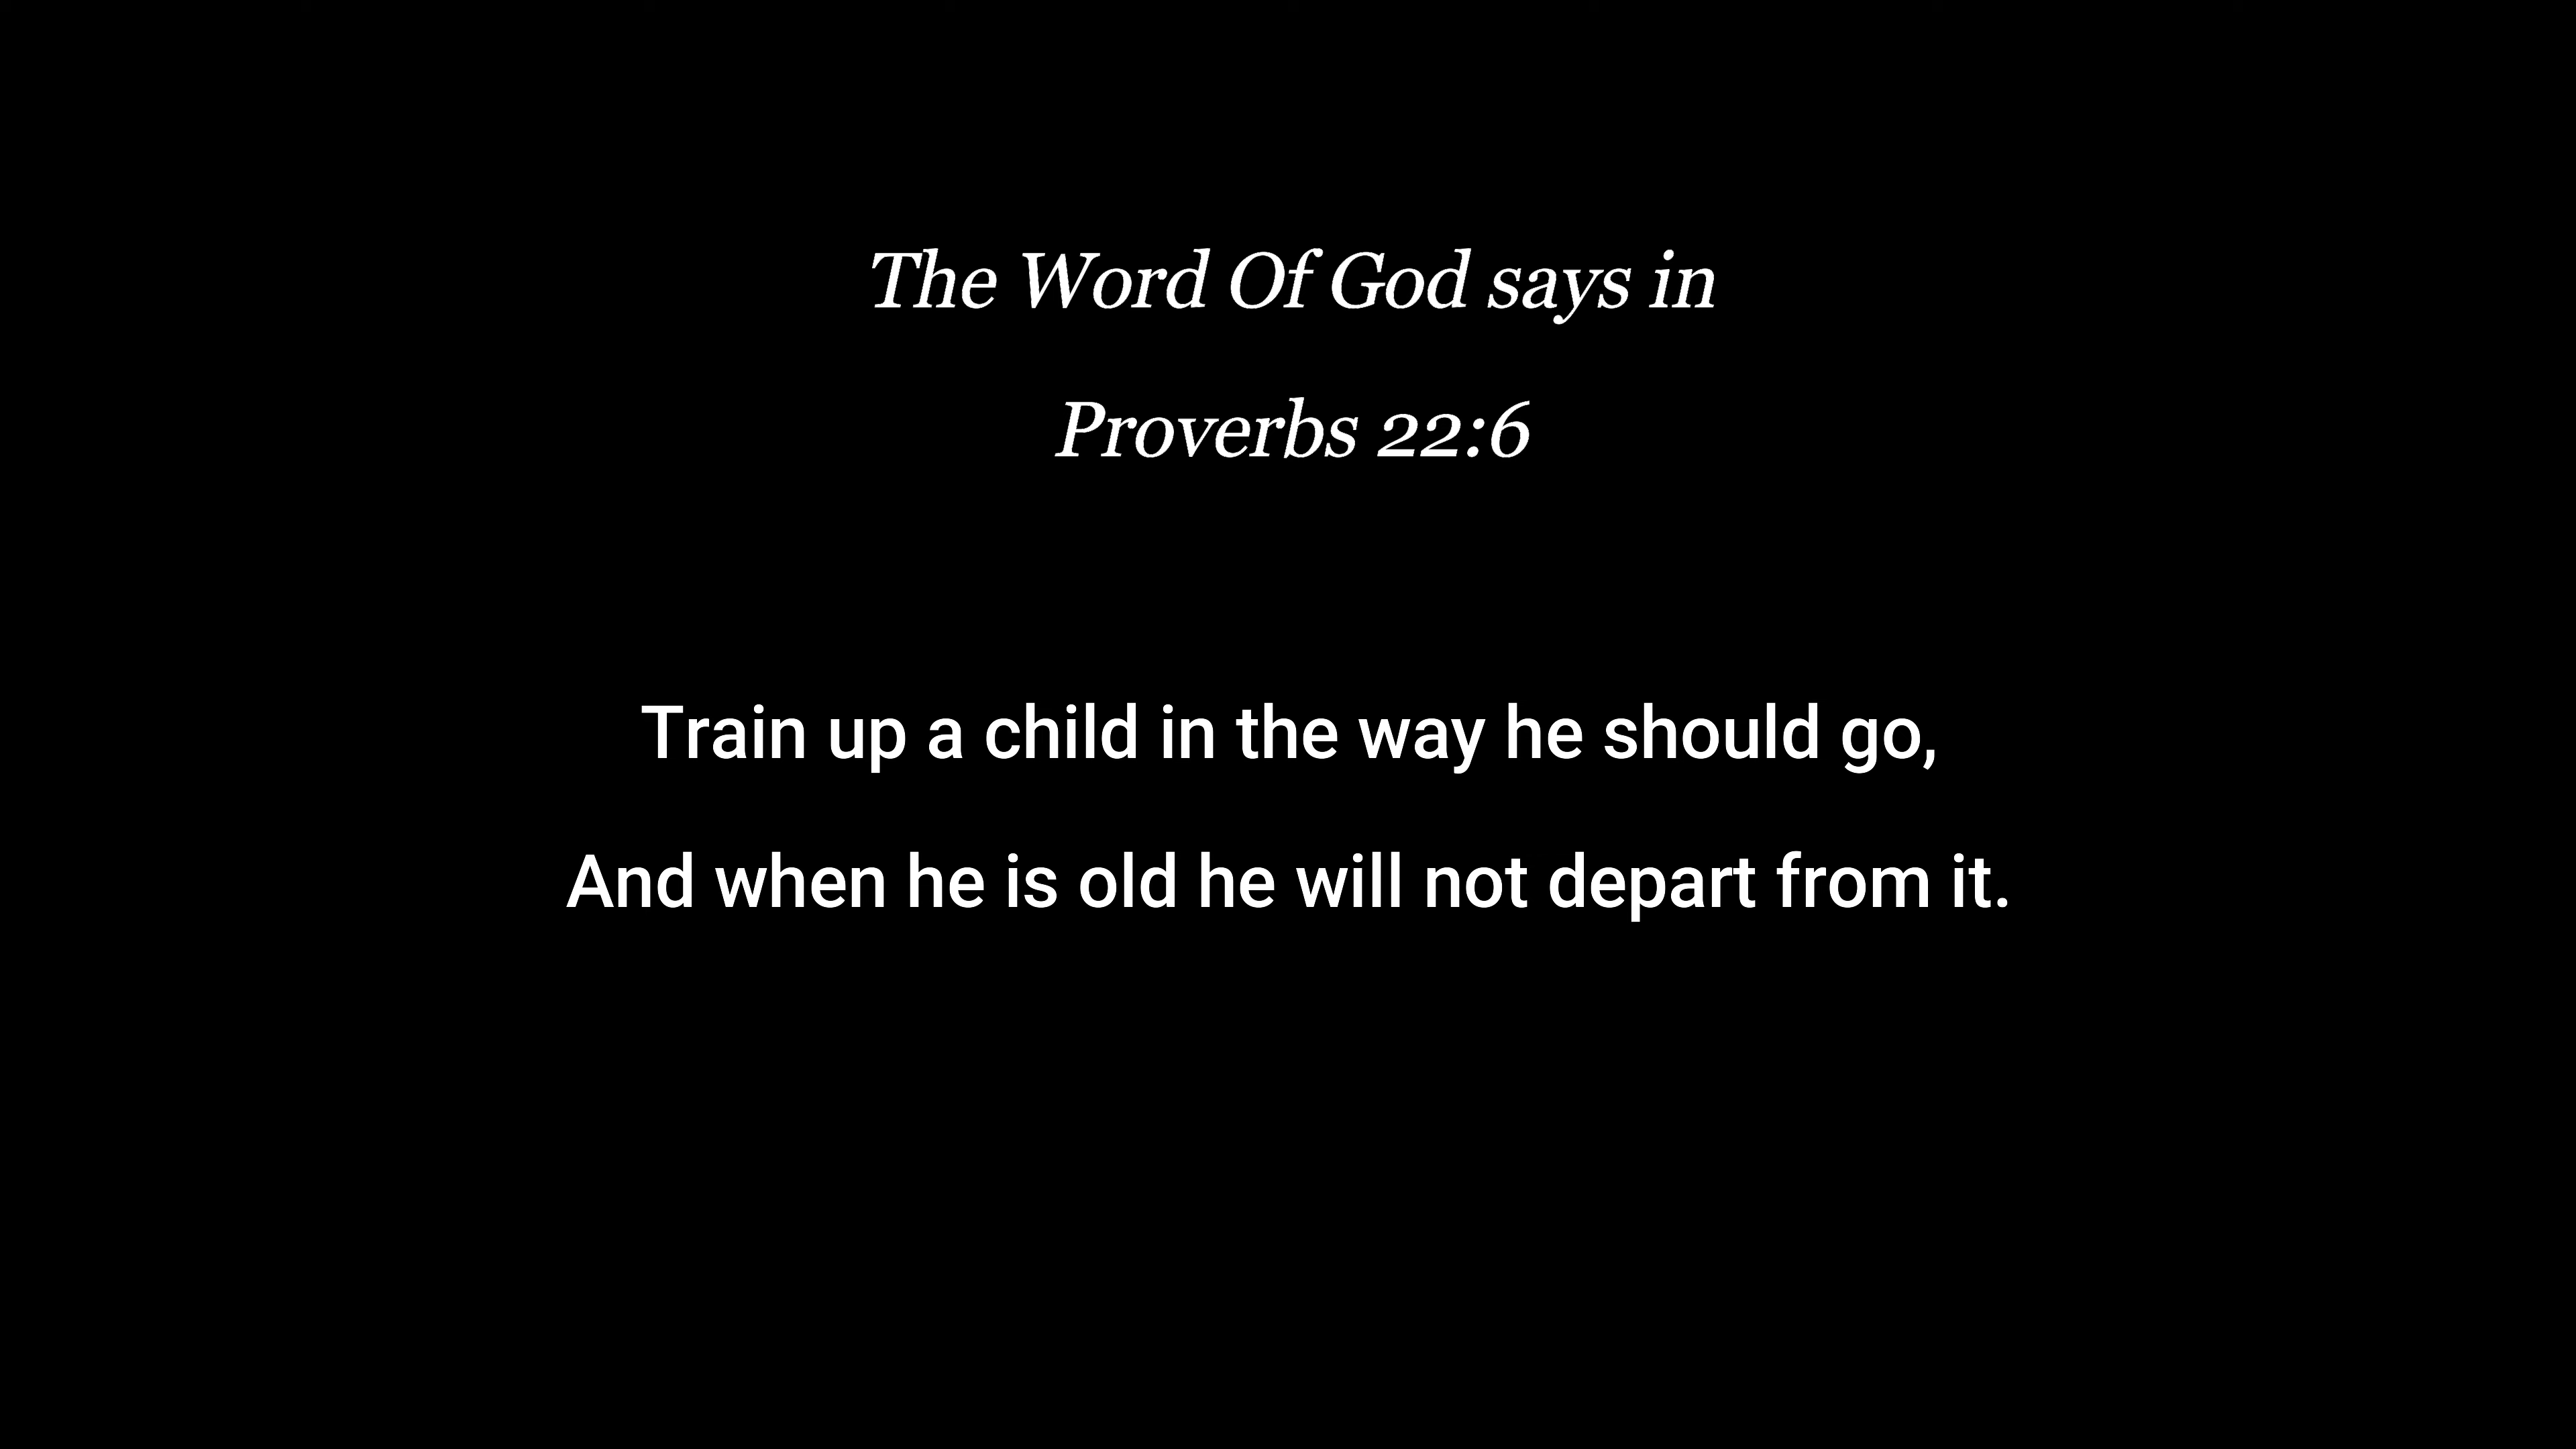 The Word Of God says in
Proverbs 22:6
Train up a child in the way he should go,
And when he is old he will not depart from it.